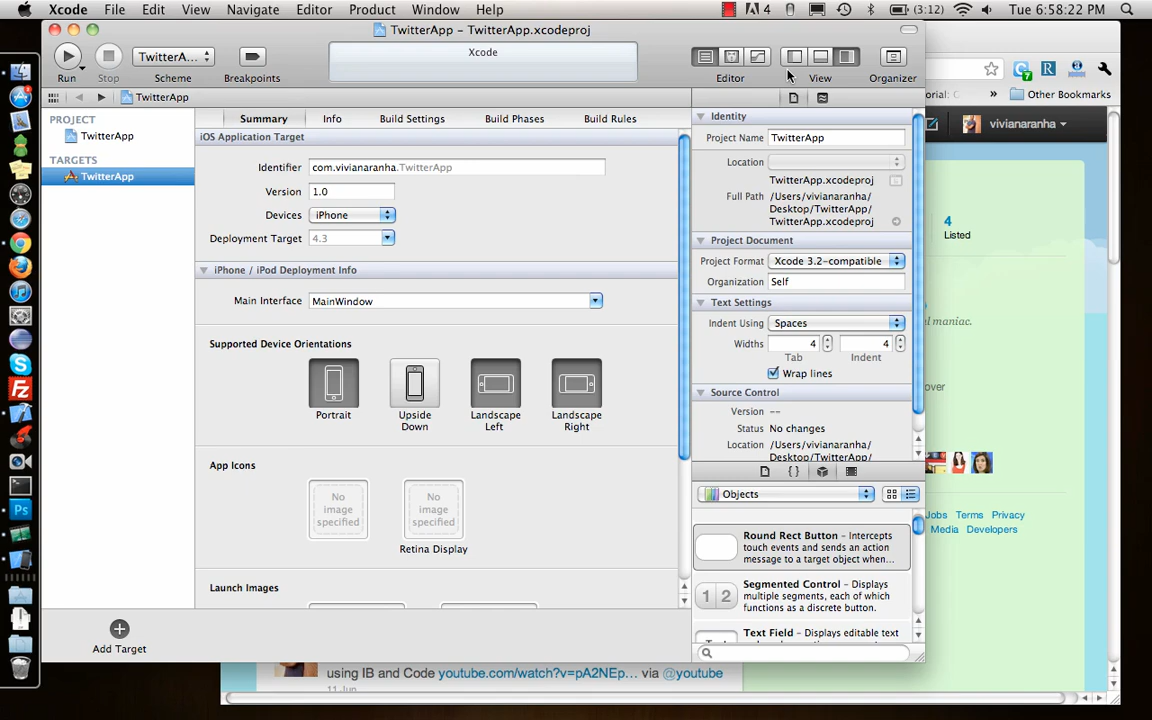 Xcode File Edit View Navigate Editor Product Window Help 4 (3:12) Tue 6:58:22 PM
TwitterApp – TwitterApp.xcodeproj
TwitterA...
Xcode
Run Stop Scheme Breakpoints Editor View Organizer
TwitterApp
PROJECT
TwitterApp
TARGETS
TwitterApp
Summary Info Build Settings Build Phases Build Rules
iOS Application Target
Identifier com.vivianaranha.TwitterApp
Version 1.0
Devices iPhone
Deployment Target 4.3
iPhone / iPod Deployment Info
Main Interface MainWindow
Supported Device Orientations
Portrait
Upside
Down
Landscape
Left
Landscape
Right
App Icons
No
image
specified
No
image
specified
Retina Display
Launch Images
Add Target
Identity
Project Name TwitterApp
Location
TwitterApp.xcodeproj
Full Path /Users/vivianaranha/
Desktop/TwitterApp/
TwitterApp.xcodeproj
Project Document
Project Format Xcode 3.2-compatible
Organization Self
Text Settings
Indent Using Spaces
Widths 4 4
Tab Indent
Wrap lines
Source Control
Version --
Status No changes
Location /Users/vivianaranha/
Desktop/TwitterApp/
Objects
Round Rect Button – Intercepts
touch events and sends an action
message to a target object when...
1 2
Segmented Control – Displays
multiple segments, each of which
functions as a discrete button.
Text Field – Displays editable text
Other Bookmarks
vivianaranha
4
Listed
maniac.
Jobs Terms Privacy
Media Developers
using IB and Code youtube.com/watch?v=pA2NEp... via @youtube
11 Jun